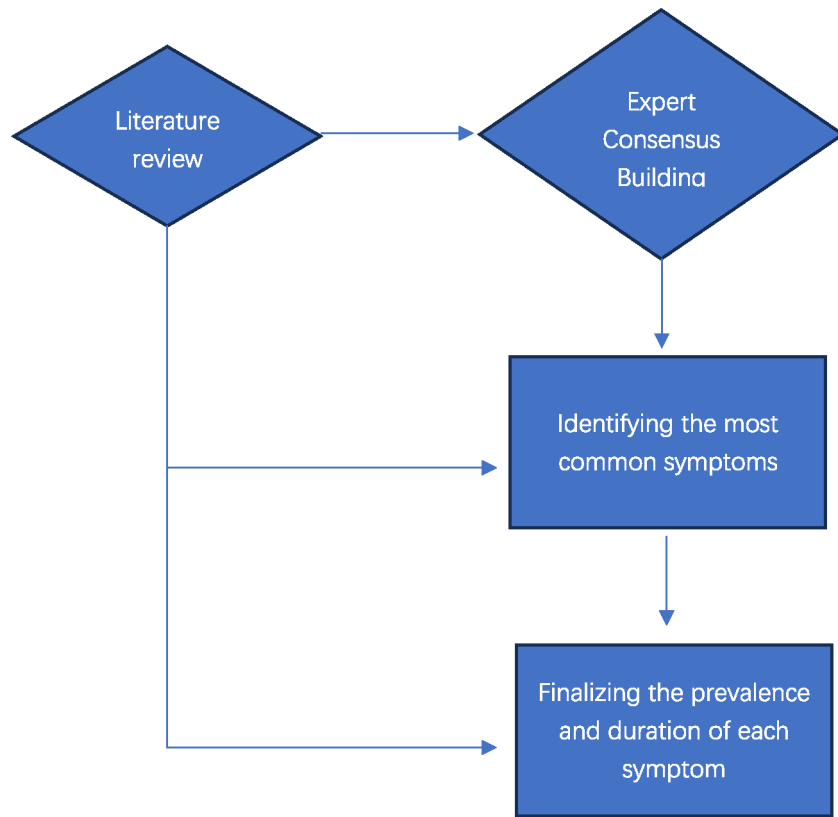 Literature
review
Expert
Consensus
Building
Identifying the most
common symptoms
Finalizing the prevalence
and duration of each
symptom